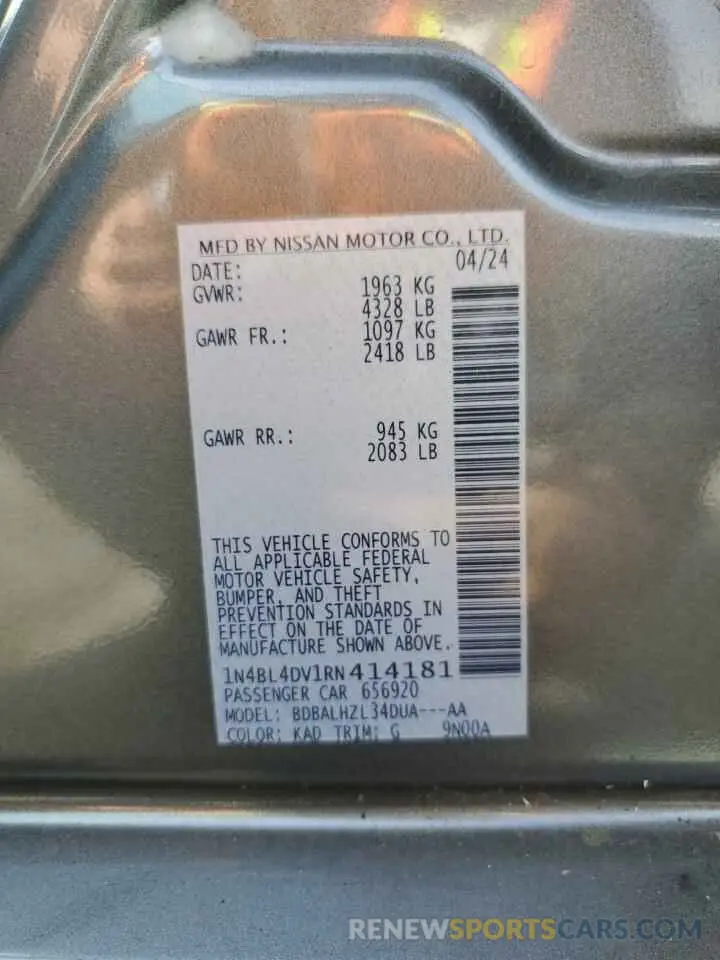 MFD BY NISSAN MOTOR CO., LTD.
DATE: 04/24
GVWR: 1963 KG
4328 LB
GAWR FR.: 1097 KG
2418 LB
GAWR RR.: 945 KG
2083 LB
THIS VEHICLE CONFORMS TO
ALL APPLICABLE FEDERAL
MOTOR VEHICLE SAFETY,
BUMPER, AND THEFT
PREVENTION STANDARDS IN
EFFECT ON THE DATE OF
MANUFACTURE SHOWN ABOVE.
1N4BL4DV1RN414181
PASSENGER CAR 656920
MODEL: BDBALHZL34DUA---AA
COLOR: KAD TRIM: G 9N00A
RENEWSPORTSCARS.COM